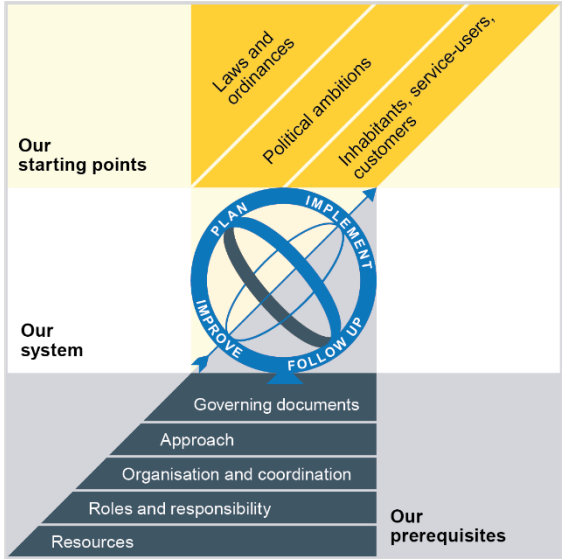 Laws and
ordinances
Political ambitions
Inhabitants, service-users,
customers
Our
starting points
PLAN
IMPLEMENT
FOLLOW UP
IMPROVE
Our
system
Governing documents
Approach
Organisation and coordination
Roles and responsibility
Resources
Our
prerequisites